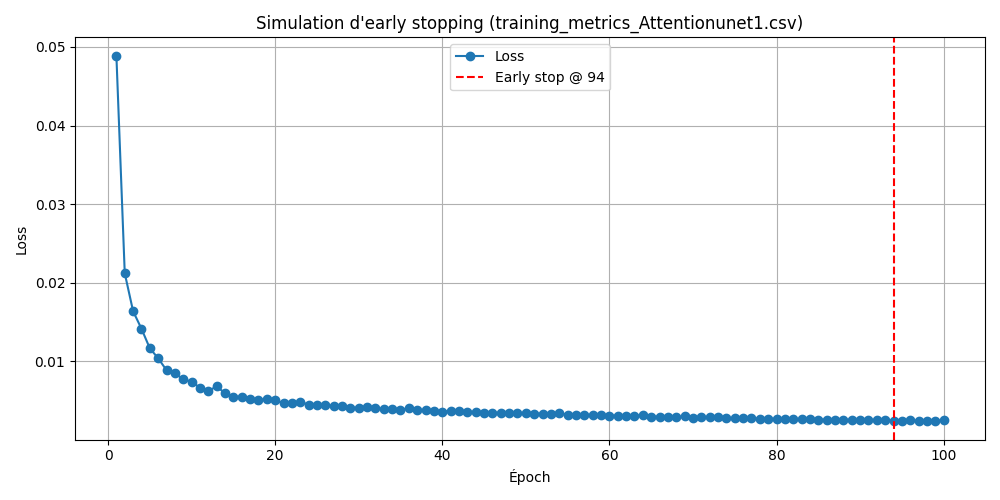 Simulation d'early stopping (training_metrics_Attentionunet1.csv)
Loss
Early stop @ 94
0.05
0.04
0.03
0.02
0.01
Loss
0 20 40 60 80 100
Époch